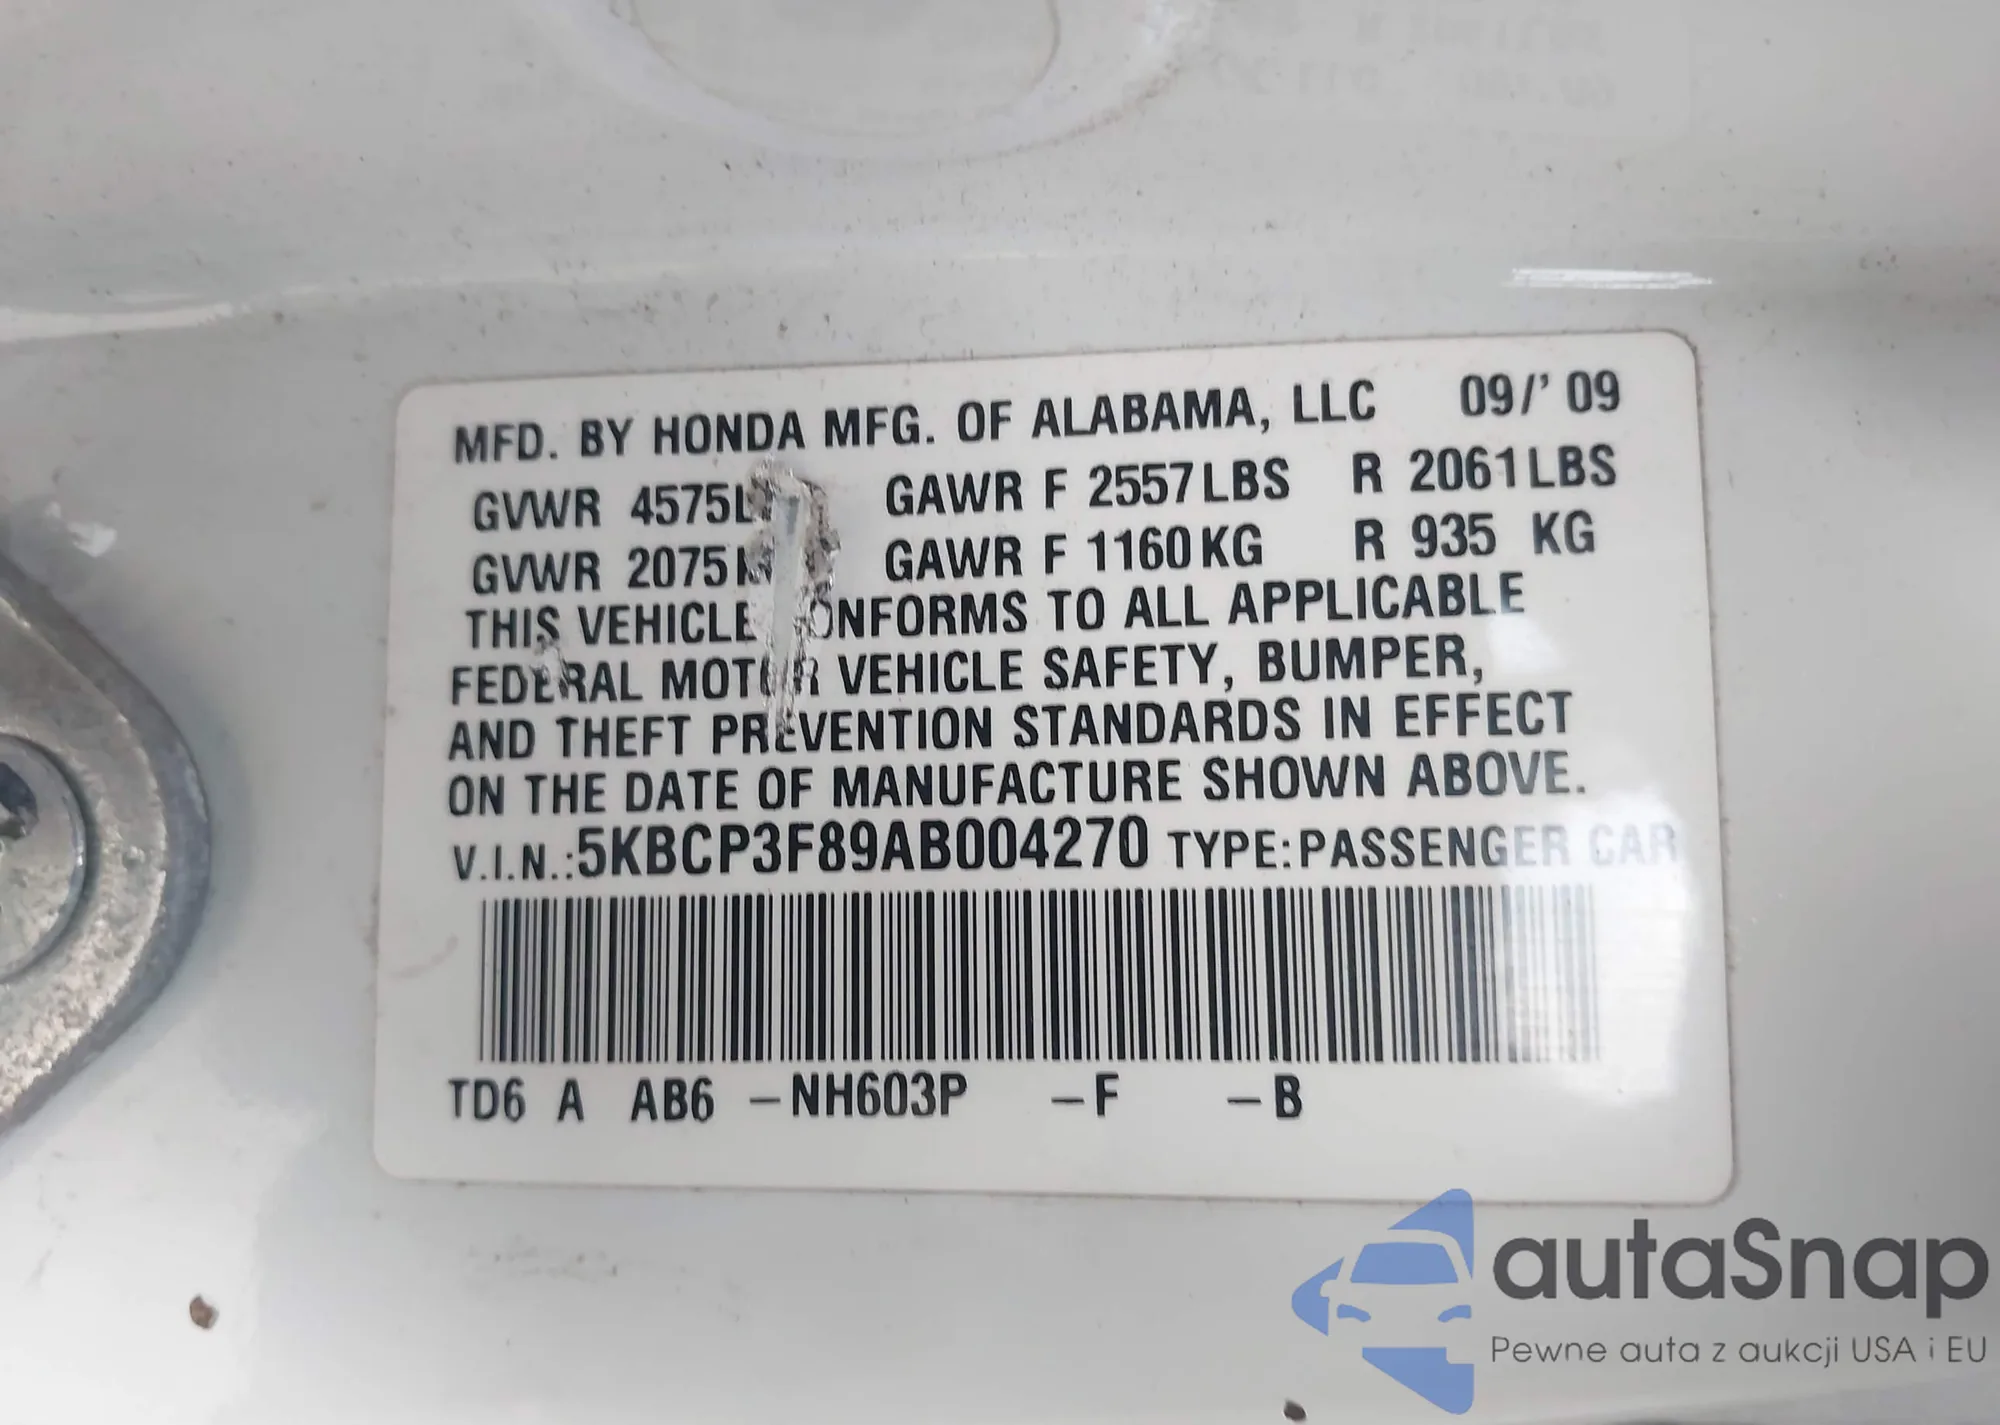 MFD. BY HONDA MFG. OF ALABAMA, LLC 09/'09
GVWR 4575L GAWR F 2557LBS R 2061LBS
GVWR 2075 GAWR F 1160KG R 935 KG
THIS VEHICLE CONFORMS TO ALL APPLICABLE
FEDERAL MOTOR VEHICLE SAFETY, BUMPER,
AND THEFT PREVENTION STANDARDS IN EFFECT
ON THE DATE OF MANUFACTURE SHOWN ABOVE.
V.I.N.:5KBCP3F89AB004270 TYPE:PASSENGER CAR
TD6 A AB6 -NH603P -F -B
autaSnap
Pewne auta z aukcji USA i EU